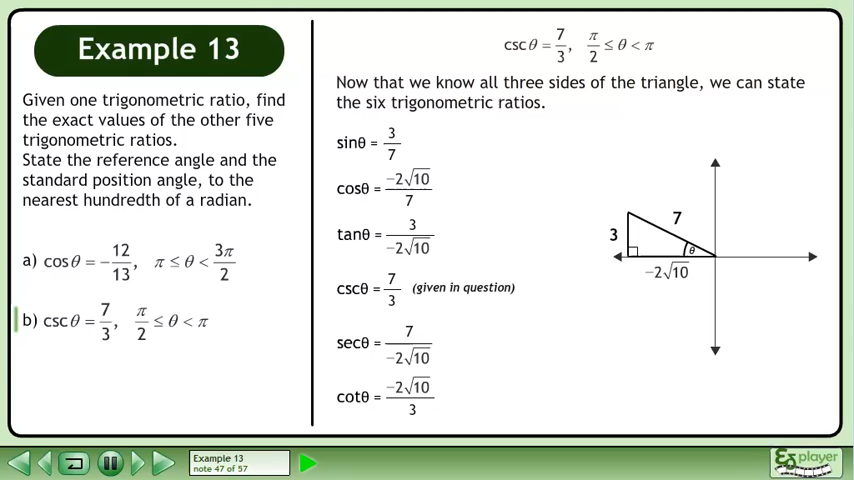 Example 13
Given one trigonometric ratio, find
the exact values of the other five
trigonometric ratios.
State the reference angle and the
standard position angle, to the
nearest hundredth of a radian.
a) cosθ = −12/13, π ≤ θ < 3π/2
b) cscθ = 7/3, π/2 ≤ θ < π
cscθ = 7/3, π/2 ≤ θ < π
Now that we know all three sides of the triangle, we can state
the six trigonometric ratios.
sinθ = 3/7
cosθ = −2√10/7
tanθ = 3/−2√10
cscθ = 7/3 (given in question)
secθ = 7/−2√10
cotθ = −2√10/3
7
3
θ
−2√10
Example 13
note 47 of 57
player